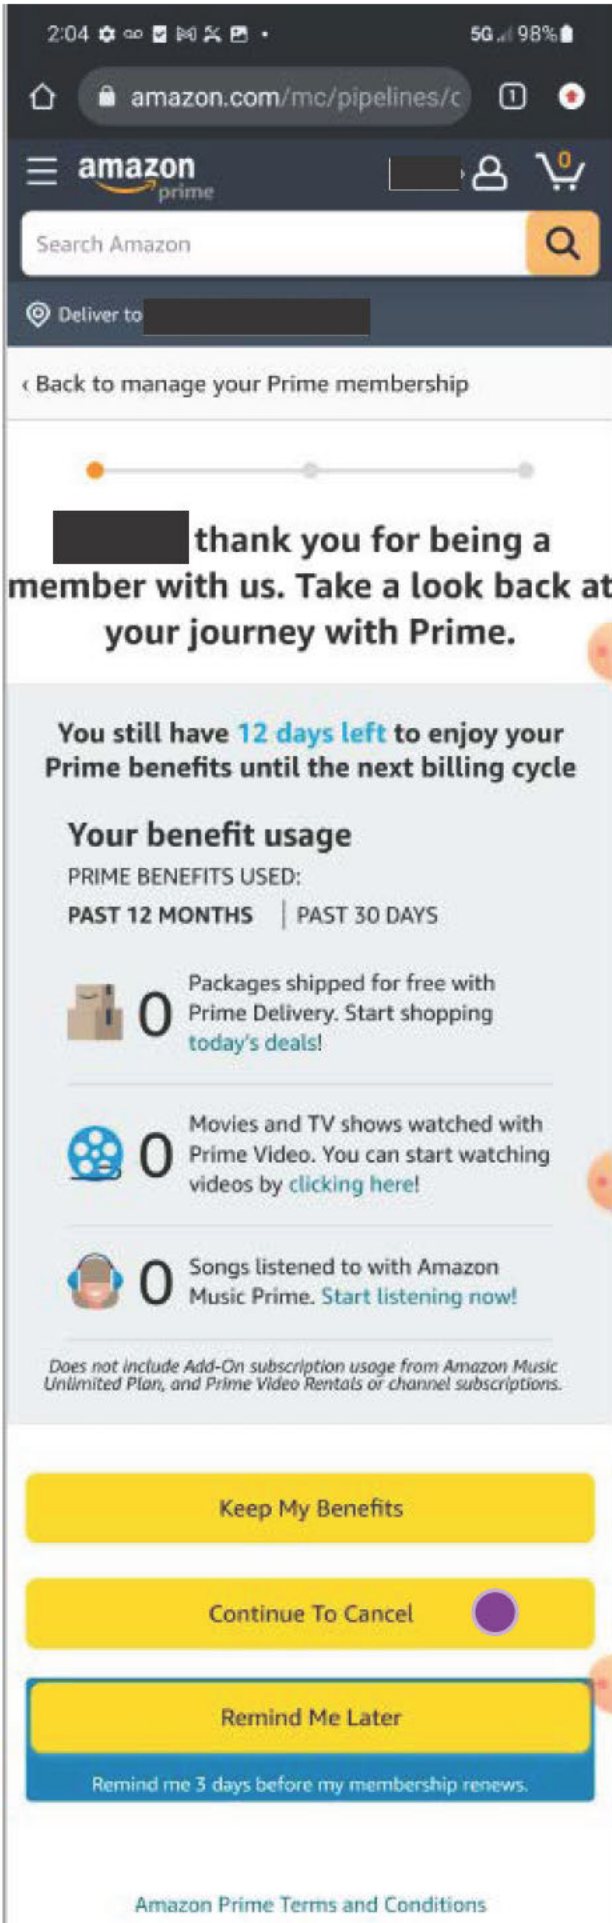 2:04
5G 98%
amazon.com/mc/pipelines/c
1
amazon
prime
0
Search Amazon
Deliver to
‹ Back to manage your Prime membership
thank you for being a
member with us. Take a look back at
your journey with Prime.
You still have 12 days left to enjoy your
Prime benefits until the next billing cycle
Your benefit usage
PRIME BENEFITS USED:
PAST 12 MONTHS | PAST 30 DAYS
0
Packages shipped for free with
Prime Delivery. Start shopping
today's deals!
0
Movies and TV shows watched with
Prime Video. You can start watching
videos by clicking here!
0
Songs listened to with Amazon
Music Prime. Start listening now!
Does not include Add-On subscription usage from Amazon Music
Unlimited Plan, and Prime Video Rentals or channel subscriptions.
Keep My Benefits
Continue To Cancel
Remind Me Later
Remind me 3 days before my membership renews.
Amazon Prime Terms and Conditions